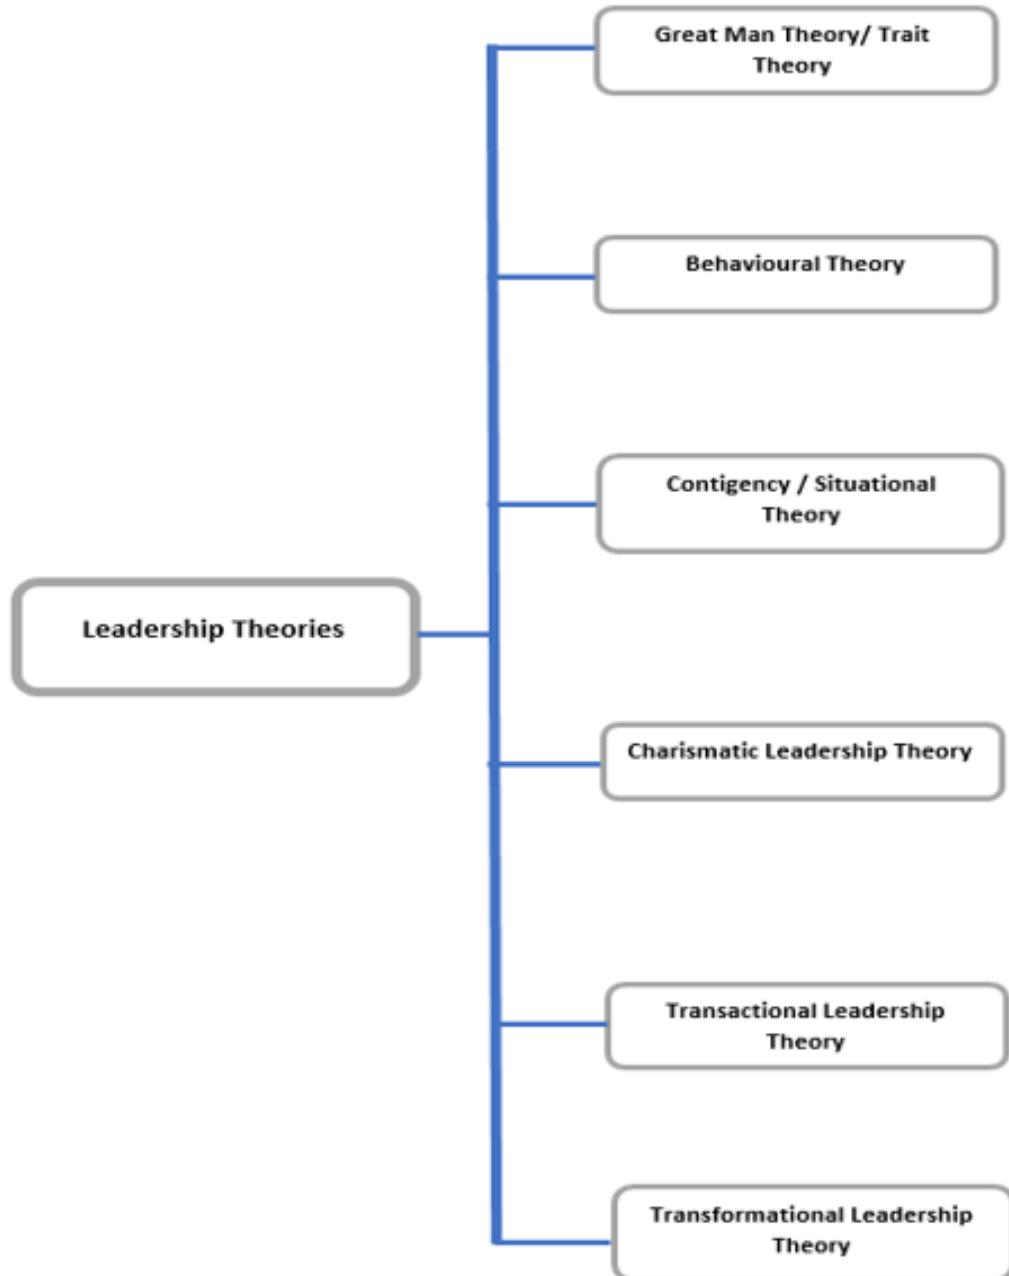 Great Man Theory/ Trait
Theory
Behavioural Theory
Contigency / Situational
Theory
Leadership Theories
Charismatic Leadership Theory
Transactional Leadership
Theory
Transformational Leadership
Theory